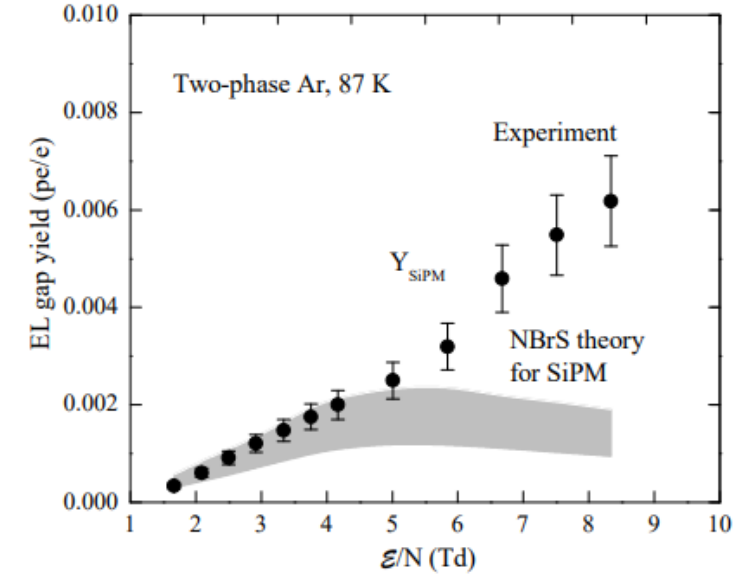 0.010
0.008
0.006
0.004
0.002
0.000
EL gap yield (pe/e)
Two-phase Ar, 87 K
Experiment
Y_SiPM
NBrS theory
for SiPM
1 2 3 4 5 6 7 8 9 10
ℰ/N (Td)